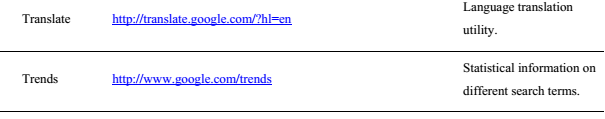 Language translation
Translate http://translate.google.com/?hl=en
utility.
Statistical information on
Trends http://www.google.com/trends
different search terms.